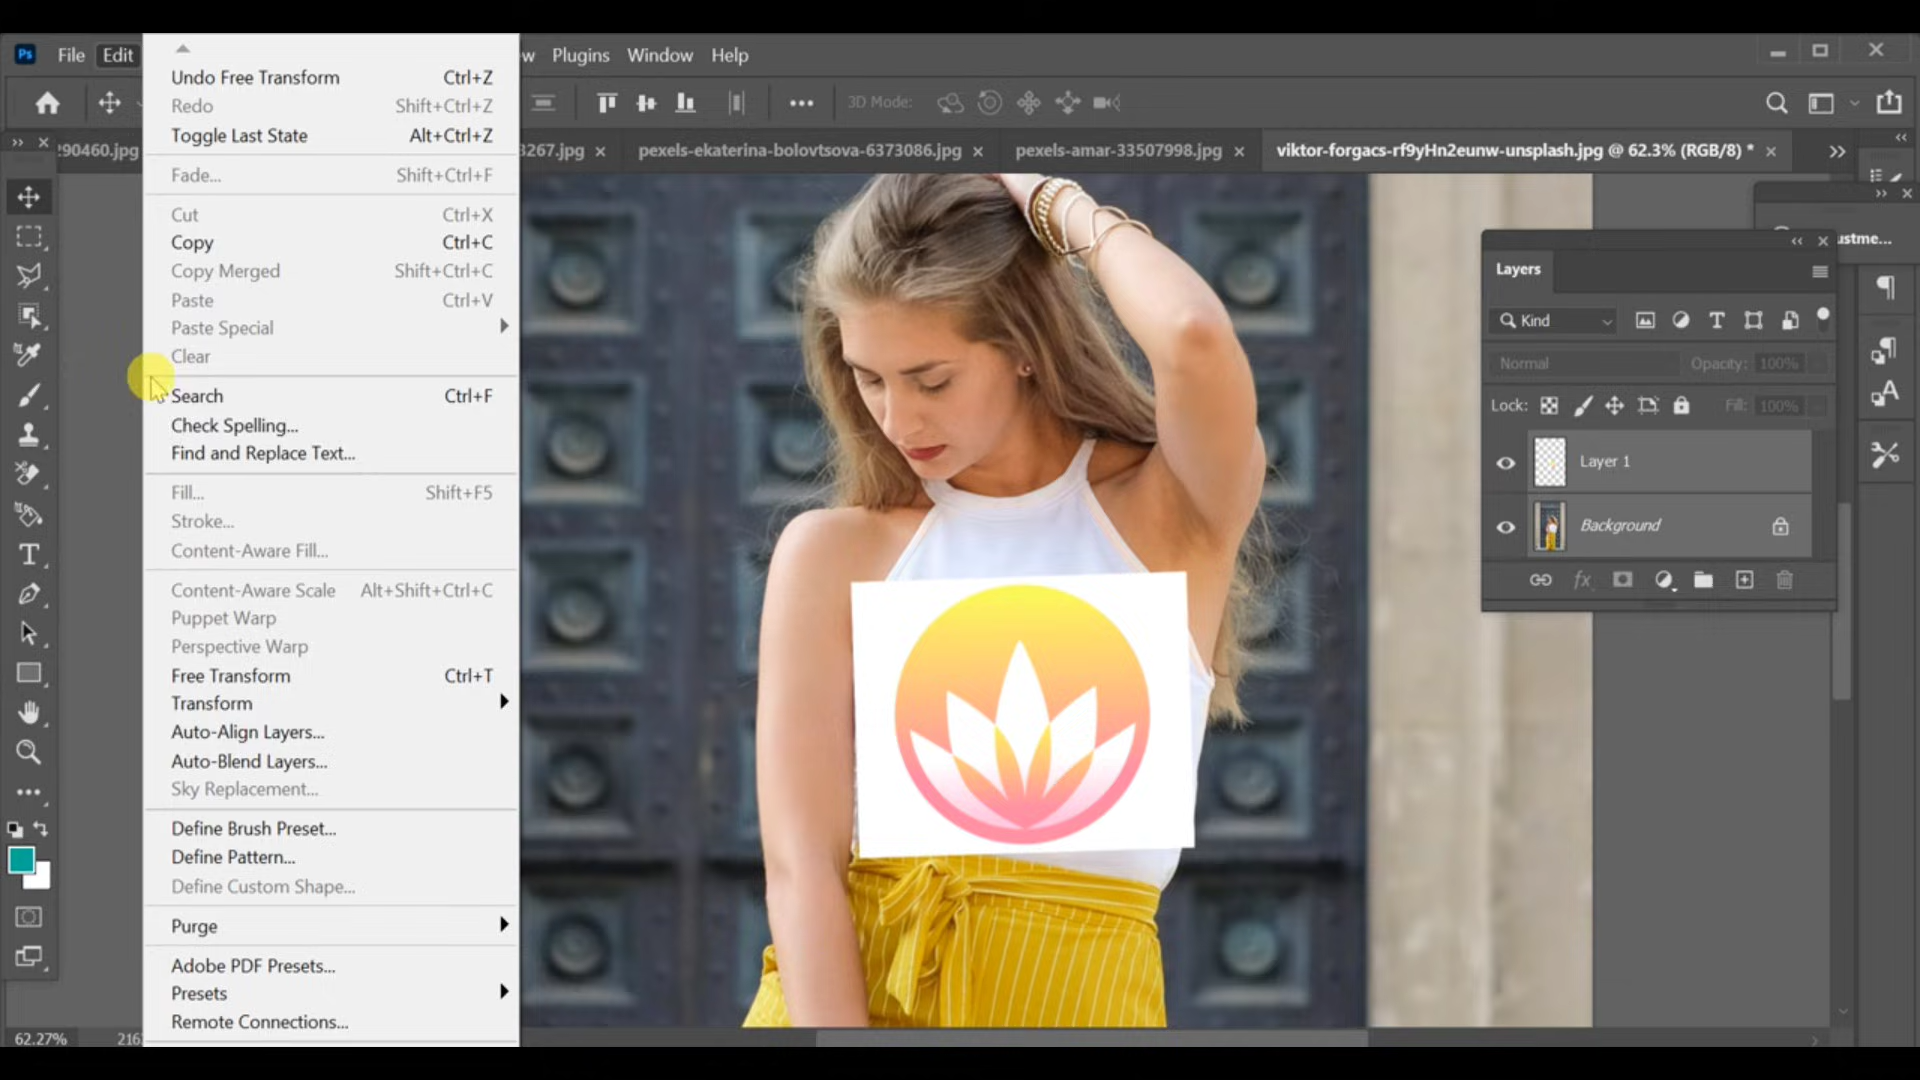 Ps File Edit Plugins Window Help
3D Mode:
290460.jpg 3267.jpg × pexels-ekaterina-bolovtsova-6373086.jpg × pexels-amar-33507998.jpg × viktor-forgacs-rf9yHn2eunw-unsplash.jpg @ 62.3% (RGB/8) * ×
Undo Free Transform Ctrl+Z
Redo Shift+Ctrl+Z
Toggle Last State Alt+Ctrl+Z
Fade... Shift+Ctrl+F
Cut Ctrl+X
Copy Ctrl+C
Copy Merged Shift+Ctrl+C
Paste Ctrl+V
Paste Special
Clear
Search Ctrl+F
Check Spelling...
Find and Replace Text...
Fill... Shift+F5
Stroke...
Content-Aware Fill...
Content-Aware Scale Alt+Shift+Ctrl+C
Puppet Warp
Perspective Warp
Free Transform Ctrl+T
Transform
Auto-Align Layers...
Auto-Blend Layers...
Sky Replacement...
Define Brush Preset...
Define Pattern...
Define Custom Shape...
Purge
Adobe PDF Presets...
Presets
Remote Connections...
ustme...
Layers
Kind
Normal Opacity: 100%
Lock: Fill: 100%
Layer 1
Background
62.27% 216